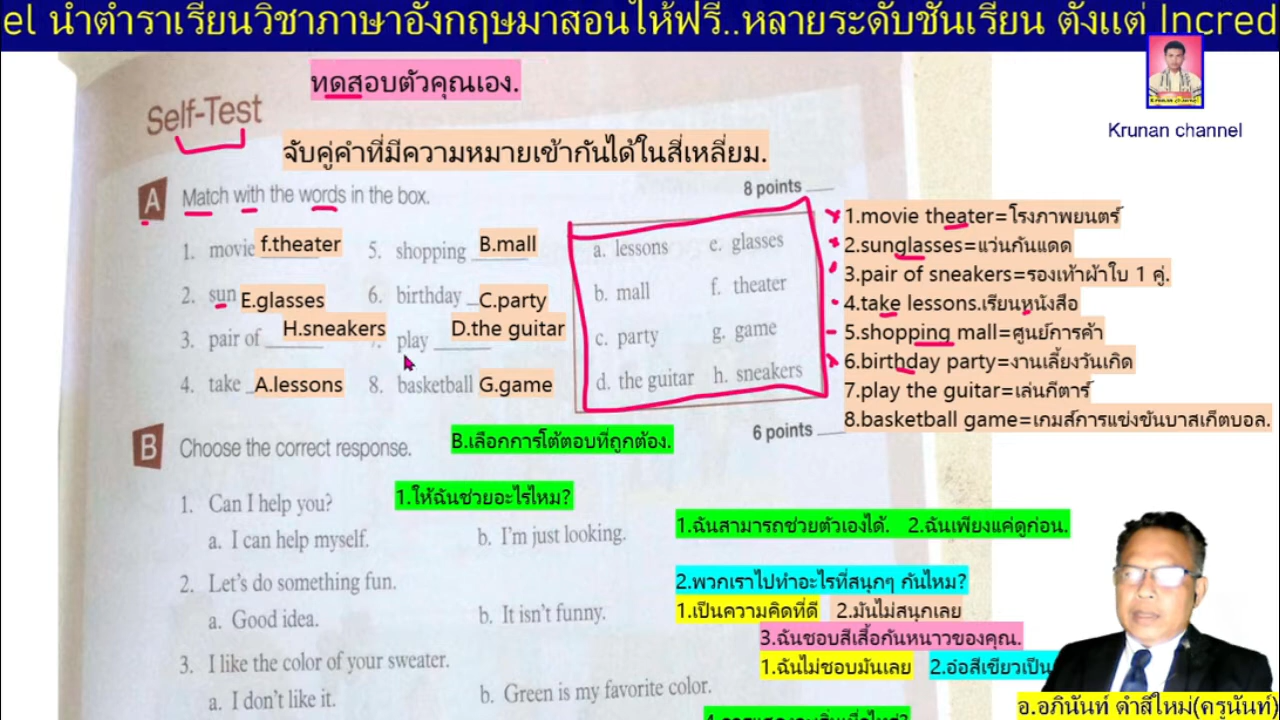 el นำตำราเรียนวิชาภาษาอังกฤษมาสอนให้ฟรี..หลายระดับชั้นเรียน ตั้งแต่ Incred
Krunan channel
ทดสอบตัวคุณเอง.
Self-Test
จับคู่คำที่มีความหมายเข้ากันได้ในสี่เหลี่ยม.
A Match with the words in the box. 8 points ___
1. movie f.theater 5. shopping B.mall
2. sun E.glasses 6. birthday C.party
3. pair of H.sneakers 7. play D.the guitar
4. take A.lessons 8. basketball G.game
a. lessons e. glasses
b. mall f. theater
c. party g. game
d. the guitar h. sneakers
1.movie theater=โรงภาพยนตร์
2.sunglasses=แว่นกันแดด
3.pair of sneakers=รองเท้าผ้าใบ 1 คู่.
4.take lessons.เรียนหนังสือ
5.shopping mall=ศูนย์การค้า
6.birthday party=งานเลี้ยงวันเกิด
7.play the guitar=เล่นกีตาร์
8.basketball game=เกมส์การแข่งขันบาสเก็ตบอล.
B Choose the correct response. B.เลือกการโต้ตอบที่ถูกต้อง. 6 points ___
1. Can I help you? 1.ให้ฉันช่วยอะไรไหม?
a. I can help myself. b. I'm just looking. 1.ฉันสามารถช่วยตัวเองได้. 2.ฉันเพียงแค่ดูก่อน.
2. Let's do something fun. 2.พวกเราไปทำอะไรที่สนุกๆ กันไหม?
a. Good idea. b. It isn't funny. 1.เป็นความคิดที่ดี 2.มันไม่สนุกเลย
3. I like the color of your sweater. 3.ฉันชอบสีเสื้อกันหนาวของคุณ.
a. I don't like it. b. Green is my favorite color. 1.ฉันไม่ชอบมันเลย 2.อ๋อสีเขียวเป็น
อ.อภินันท์ ดำสีใหม่(ครูนันท์)